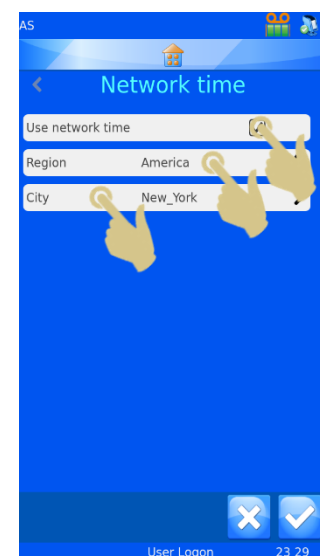 AS
Network time
Use network time
Region America
City New_York
User Logon 23 29